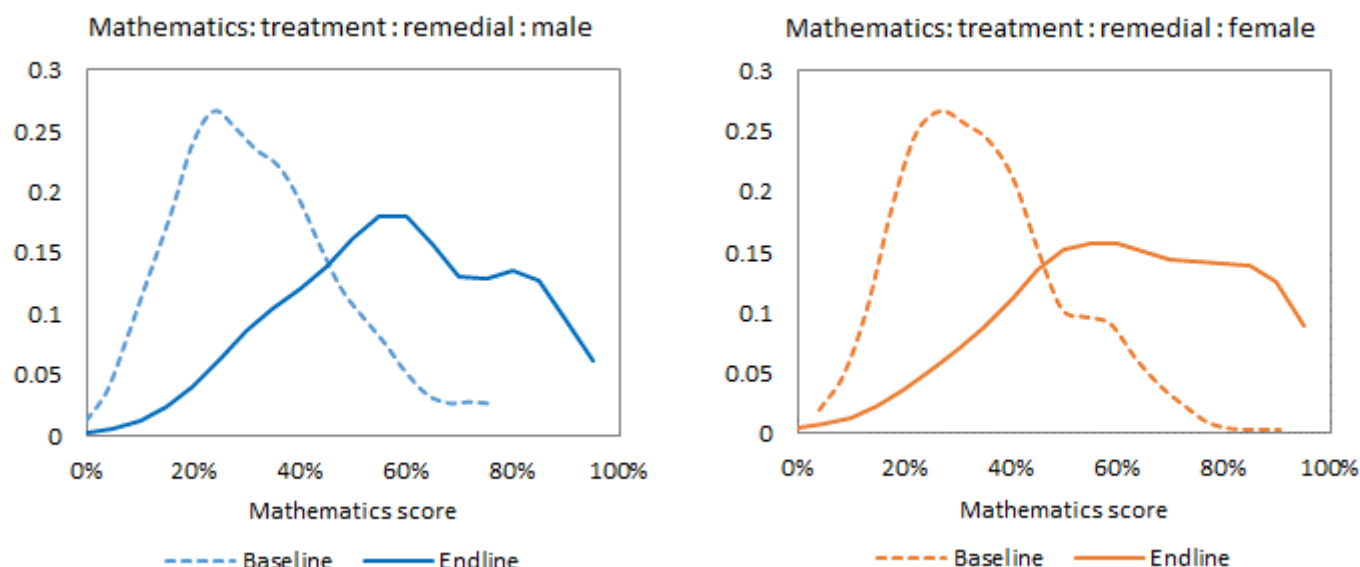 Mathematics: treatment : remedial : male
0.3
0.25
0.2
0.15
0.1
0.05
0
0% 20% 40% 60% 80% 100%
Mathematics score
Baseline Endline
Mathematics: treatment : remedial : female
0.3
0.25
0.2
0.15
0.1
0.05
0
0% 20% 40% 60% 80% 100%
Mathematics score
Baseline Endline